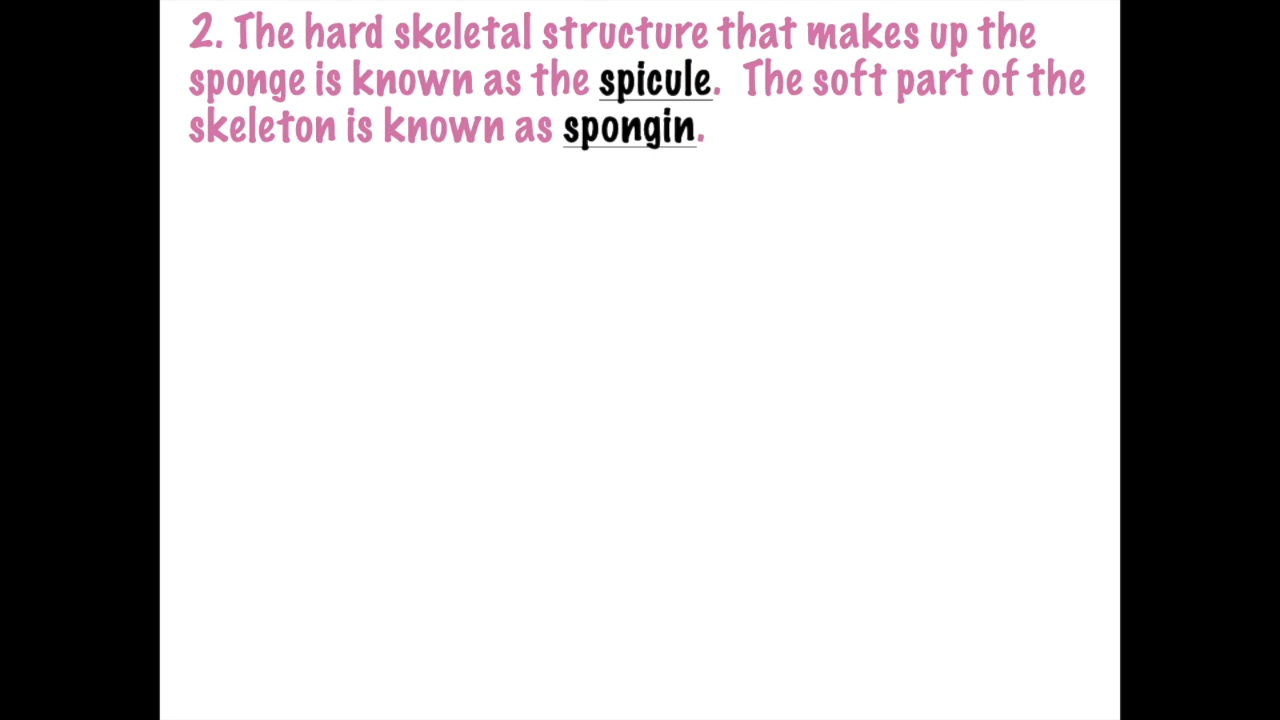 2. The hard skeletal structure that makes up the
sponge is known as the spicule. The soft part of the
skeleton is known as spongin.